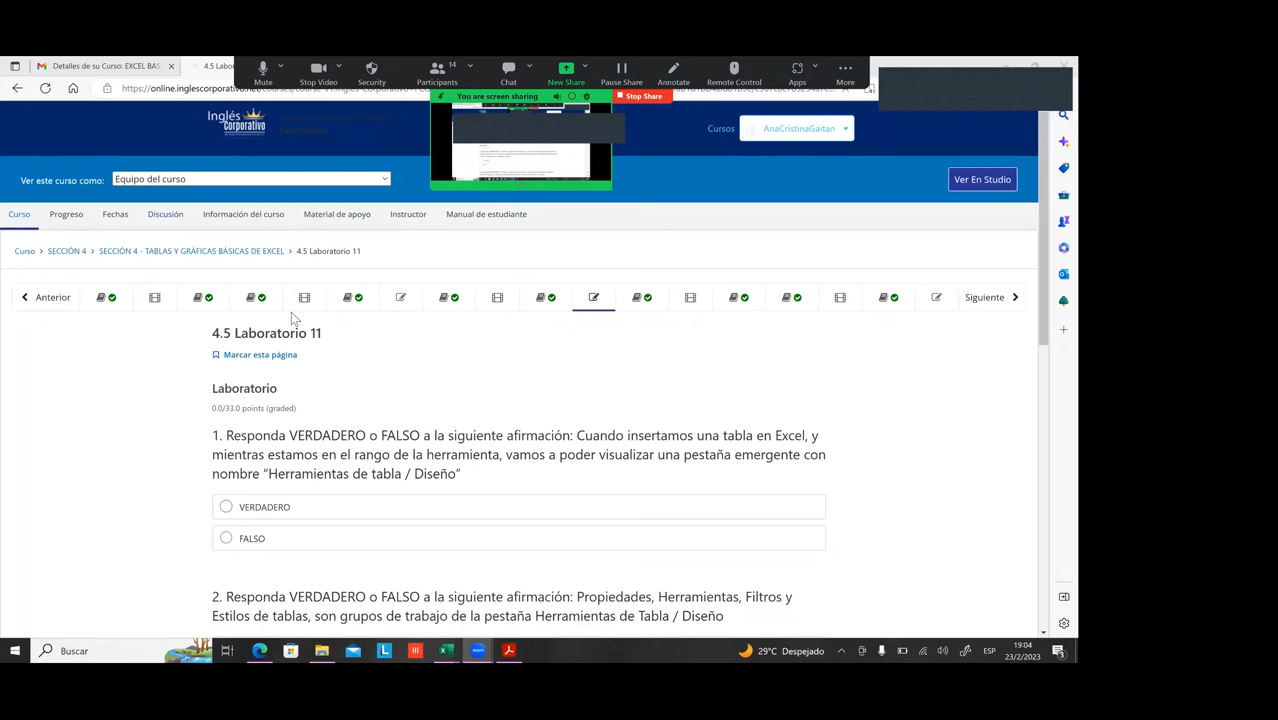 Detalles de su Curso: EXCEL BAS
4.5 Labo
Mute
Stop Video
Security
Participants
14
Chat
New Share
Pause Share
Annotate
Remote Control
Apps
More
You are screen sharing
Stop Share
Inglés
Corporativo
Cursos
AnaCristinaGaitan
Ver este curso como:
Equipo del curso
Ver En Studio
Curso
Progreso
Fechas
Discusión
Información del curso
Material de apoyo
Instructor
Manual de estudiante
Curso > SECCIÓN 4 > SECCIÓN 4 - TABLAS Y GRÁFICAS BÁSICAS DE EXCEL > 4.5 Laboratorio 11
Anterior
Siguiente
4.5 Laboratorio 11
Marcar esta página
Laboratorio
0.0/33.0 points (graded)
1. Responda VERDADERO o FALSO a la siguiente afirmación: Cuando insertamos una tabla en Excel, y
mientras estamos en el rango de la herramienta, vamos a poder visualizar una pestaña emergente con
nombre “Herramientas de tabla / Diseño”
VERDADERO
FALSO
2. Responda VERDADERO o FALSO a la siguiente afirmación: Propiedades, Herramientas, Filtros y
Estilos de tablas, son grupos de trabajo de la pestaña Herramientas de Tabla / Diseño
Buscar
L
zoom
29°C Despejado
ESP
19:04
23/2/2023
3